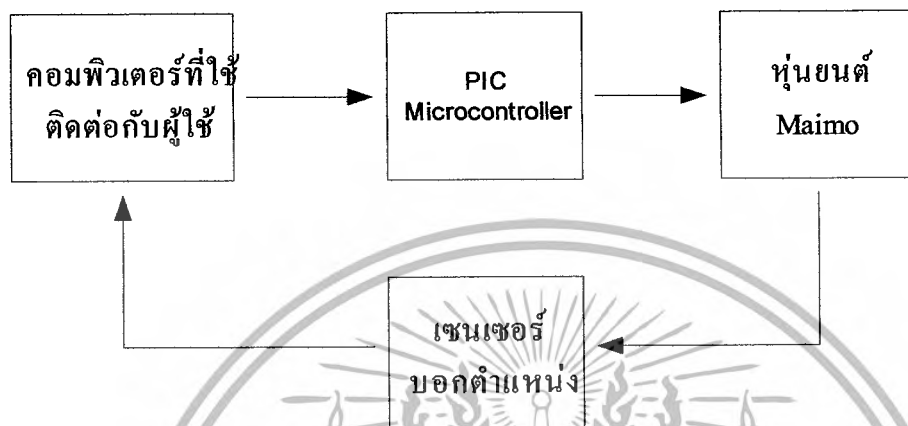 คอมพิวเตอร์ที่ใช้
ติดต่อกับผู้ใช้
PIC
Microcontroller
หุ่นยนต์
Maimo
เซนเซอร์
บอกตำแหน่ง